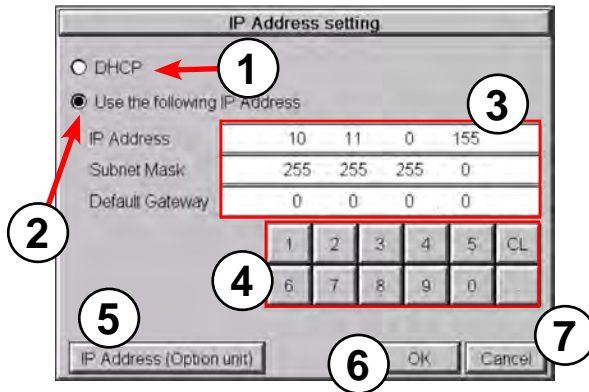 IP Address setting
DHCP
1
Use the following IP Address
3
IP Address 10 11 0 155
Subnet Mask 255 255 255 0
Default Gateway 0 0 0
2
1 2 3 4 5 CL
4
6 7 8 9 0
5
7
IP Address (Option unit)
6
OK
Cancel